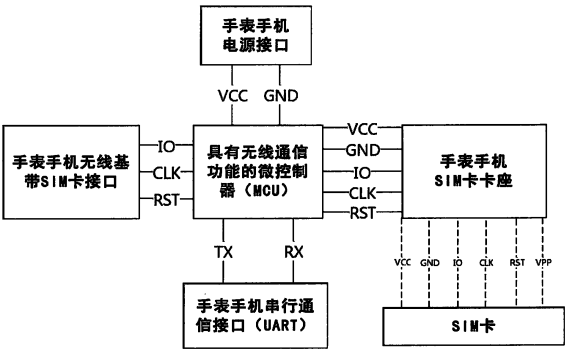 手表手机
电源接口
VCC GND
手表手机无线基
带SIM卡接口
IO
CLK
RST
具有无线通信
功能的微控制
器（MCU）
VCC
GND
IO
CLK
RST
手表手机
SIM卡卡座
TX RX
VCC GND IO CLK RST VPP
手表手机串行通
信接口（UART）
SIM卡